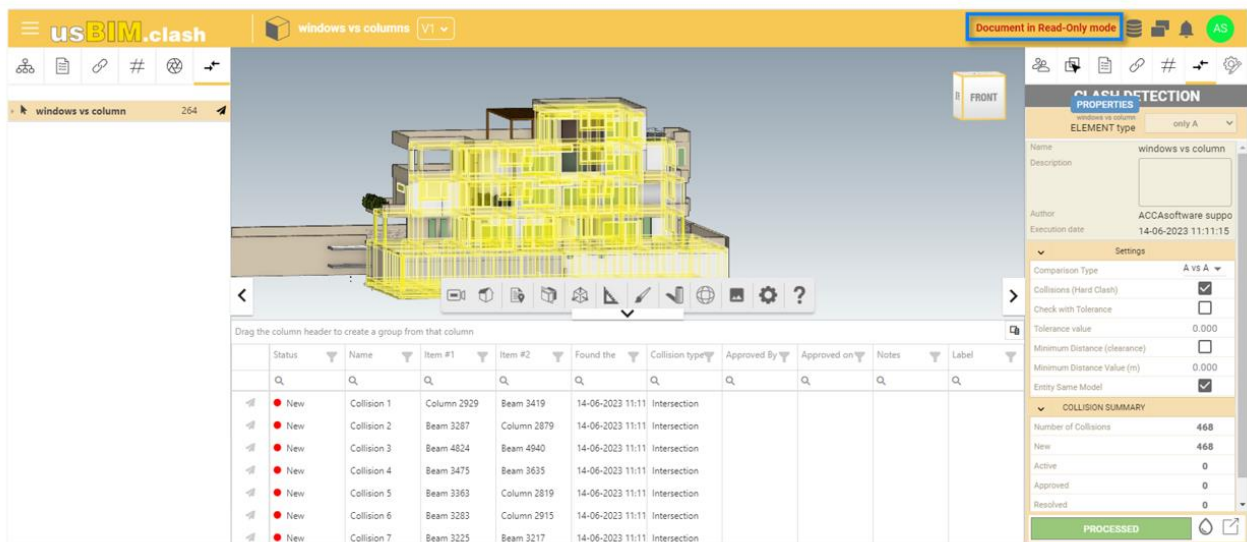 usBIM.clash
windows vs columns V1
Document in Read-Only mode
AS
windows vs column 264
FRONT
CLASH DETECTION
PROPERTIES
windows vs column
ELEMENT type only A
Name windows vs column
Description
Author ACCAsoftware suppo
Execution date 14-06-2023 11:11:15
Settings
Comparison Type A vs A
Collisions (Hard Clash)
Check with Tolerance
Tolerance value 0.000
Minimum Distance (clearance)
Minimum Distance Value (m) 0.000
Entity Same Model
COLLISION SUMMARY
Number of Collisions 468
New 468
Active 0
Approved 0
Resolved 0
PROCESSED
Drag the column header to create a group from that column
Status Name Item #1 Item #2 Found the Collision type Approved By Approved on Notes Label
New Collision 1 Column 2929 Beam 3419 14-06-2023 11:11 Intersection
New Collision 2 Beam 3287 Column 2879 14-06-2023 11:11 Intersection
New Collision 3 Beam 4824 Beam 4940 14-06-2023 11:11 Intersection
New Collision 4 Beam 3475 Beam 3635 14-06-2023 11:11 Intersection
New Collision 5 Beam 3363 Column 2819 14-06-2023 11:11 Intersection
New Collision 6 Beam 3283 Column 2915 14-06-2023 11:11 Intersection
New Collision 7 Beam 3225 Beam 3217 14-06-2023 11:11 Intersection